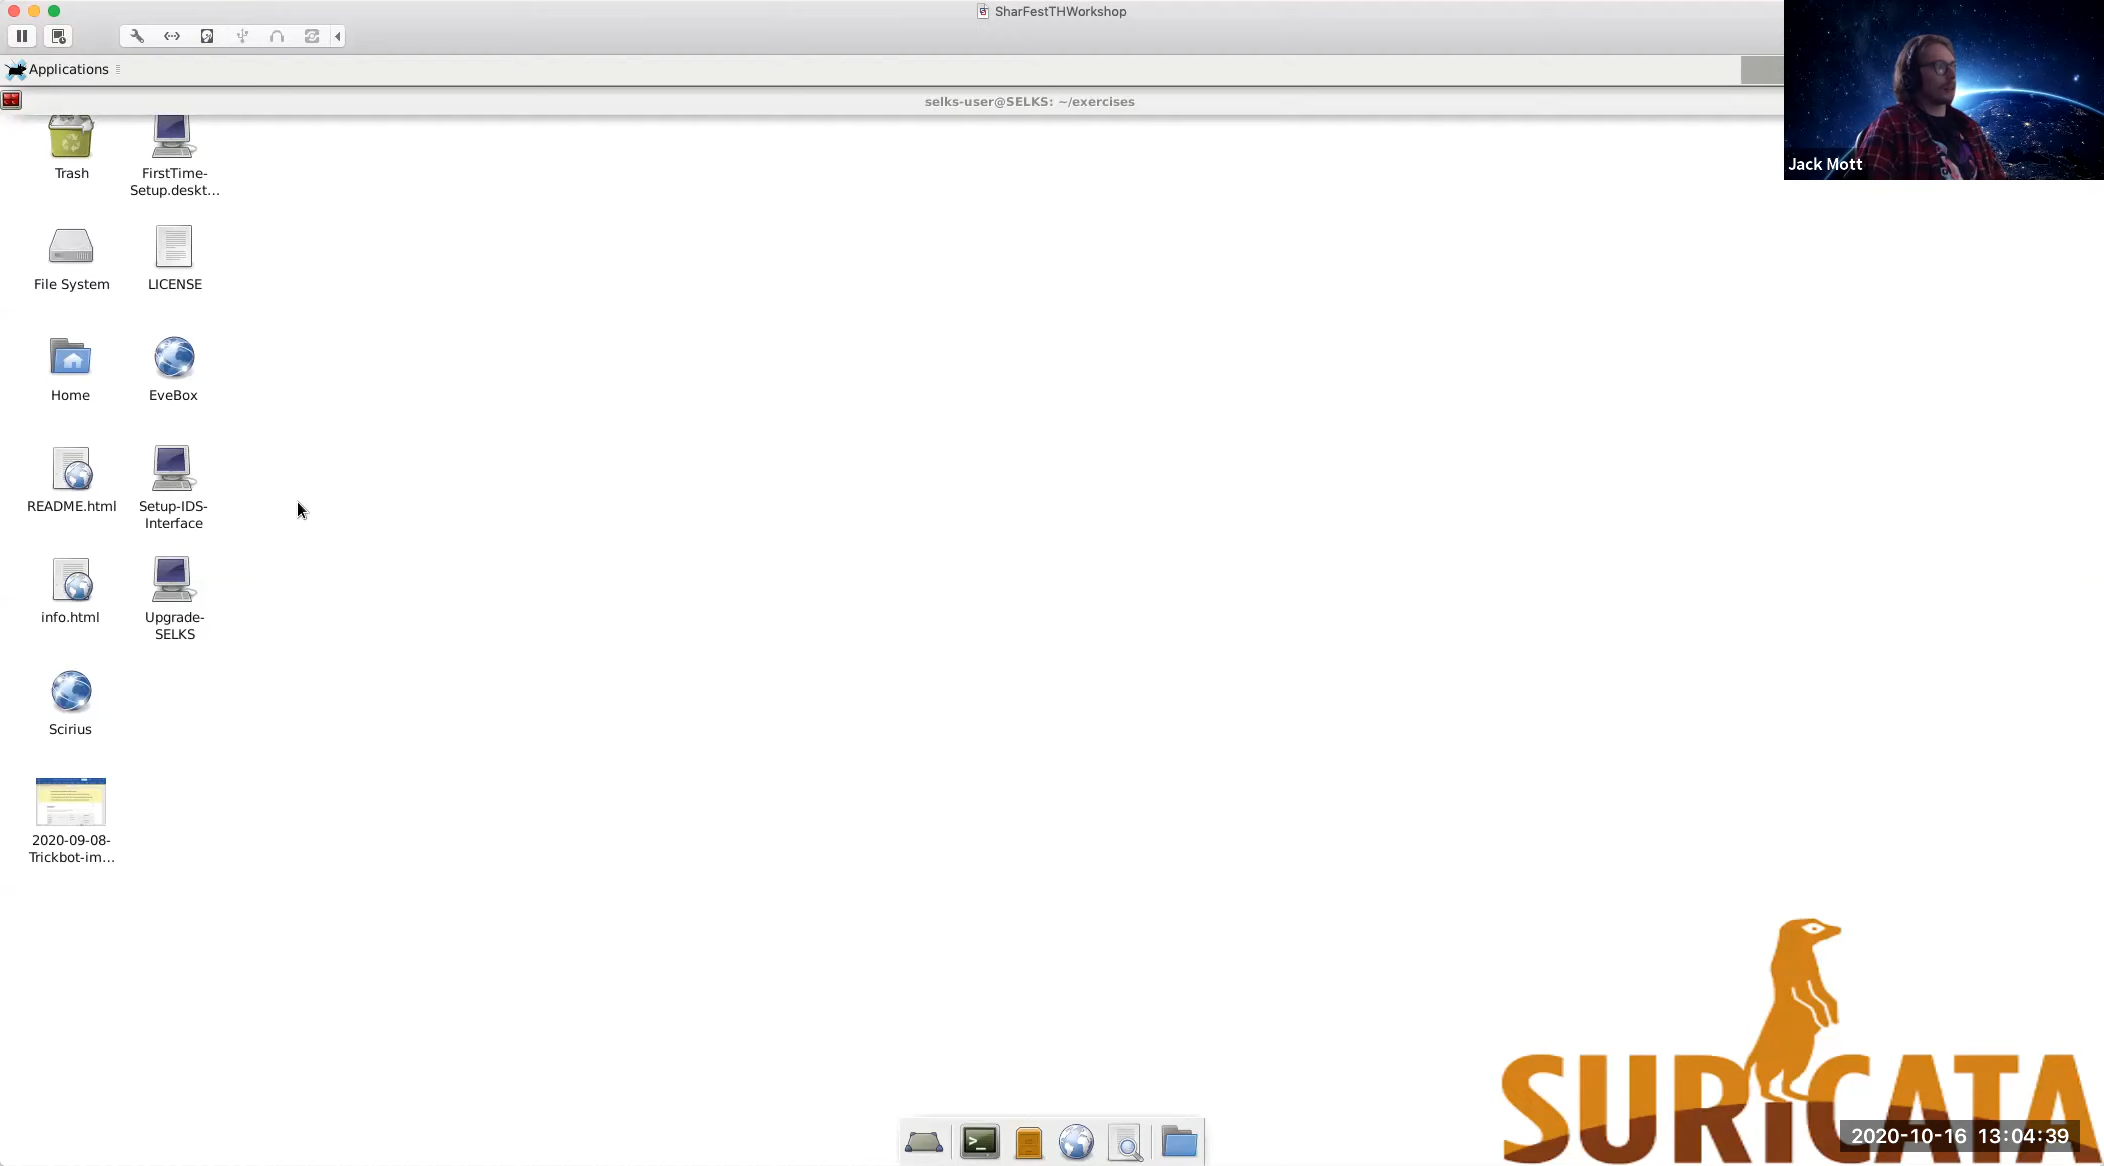 SharFestTHWorkshop
Applications
selks-user@SELKS: ~/exercises
Jack Mott
Trash
FirstTime-
Setup.deskt...
File System
LICENSE
Home
EveBox
README.html
Setup-IDS-
Interface
info.html
Upgrade-
SELKS
Scirius
2020-09-08-
Trickbot-im...
SURiCATA
2020-10-16 13:04:39